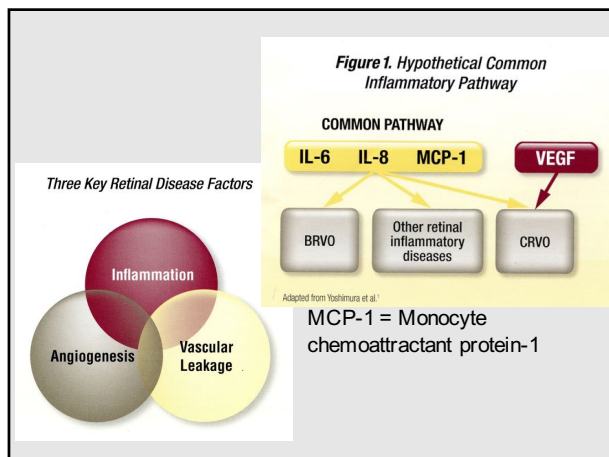 Figure 1. Hypothetical Common
Inflammatory Pathway
COMMON PATHWAY
IL-6 IL-8 MCP-1
VEGF
BRVO
Other retinal
inflammatory
diseases
CRVO
Adapted from Yoshimura et al.¹
MCP-1 = Monocyte
chemoattractant protein-1
Three Key Retinal Disease Factors
Inflammation
Angiogenesis
Vascular
Leakage